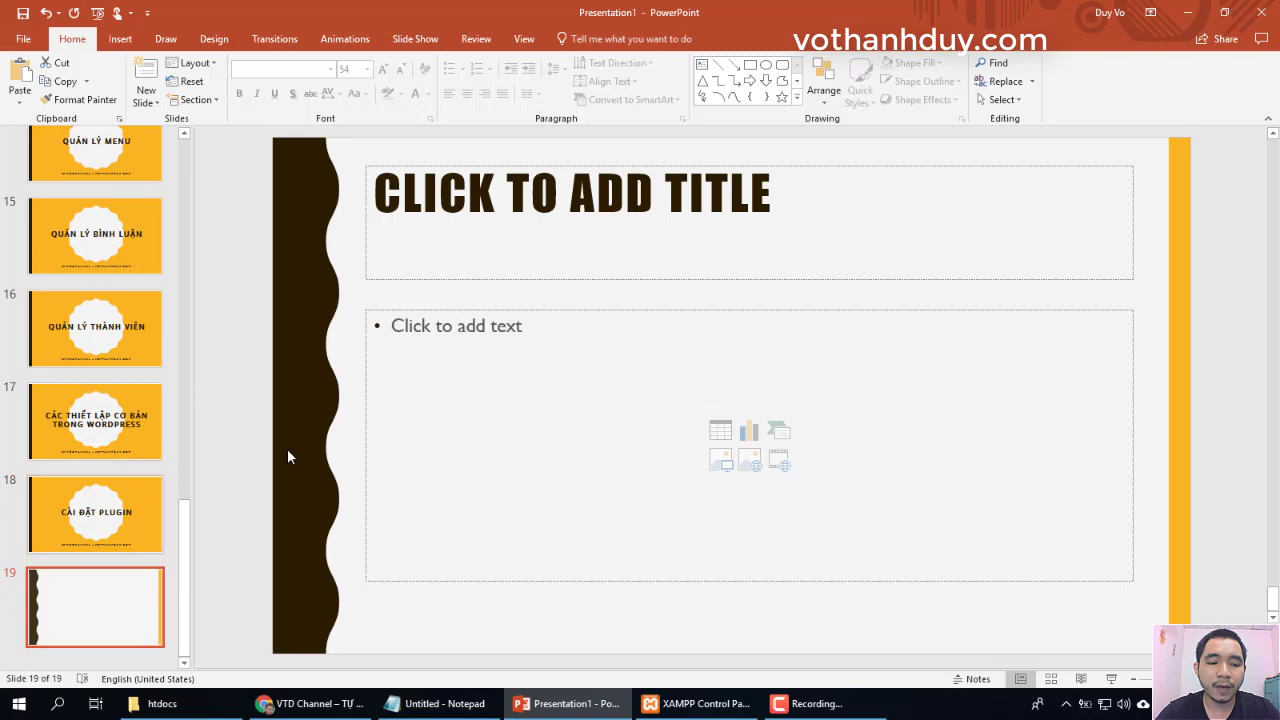 Presentation1 - PowerPoint
Duy Vo
File Home Insert Draw Design Transitions Animations Slide Show Review View Tell me what you want to do
vothanhduy.com
Share
Paste
Cut
Copy
Format Painter
Clipboard
New
Slide
Layout
Reset
Section
Slides
54
Font
Text Direction
Align Text
Convert to SmartArt
Paragraph
Arrange
Quick
Styles
Shape Fill
Shape Outline
Shape Effects
Drawing
Find
Replace
Select
Editing
QUẢN LÝ MENU
15
QUẢN LÝ BÌNH LUẬN
16
QUẢN LÝ THÀNH VIÊN
17
CÁC THIẾT LẬP CƠ BẢN
TRONG WORDPRESS
18
CÀI ĐẶT PLUGIN
19
CLICK TO ADD TITLE
• Click to add text
Slide 19 of 19
English (United States)
Notes
htdocs
VTD Channel – TỰ ...
Untitled - Notepad
Presentation1 - Po...
XAMPP Control Pa...
Recording...